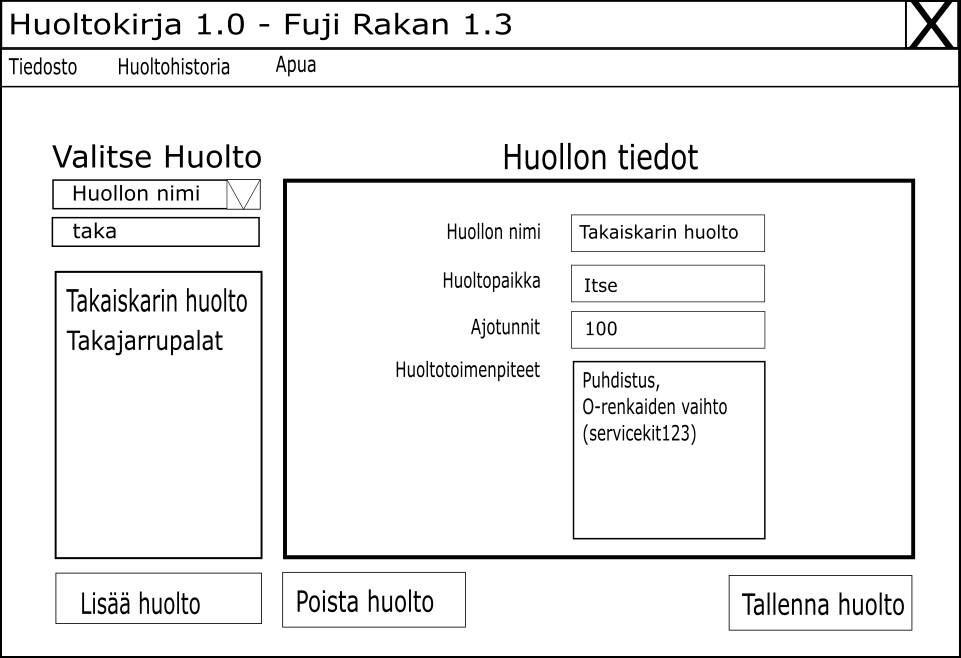 Huoltokirja 1.0 - Fuji Rakan 1.3 X
Tiedosto Huoltohistoria Apua
Valitse Huolto
Huollon nimi
taka
Takaiskarin huolto
Takajarrupalat
Huollon tiedot
Huollon nimi Takaiskarin huolto
Huoltopaikka Itse
Ajotunnit 100
Huoltotoimenpiteet
Puhdistus,
O-renkaiden vaihto
(servicekit123)
Lisää huolto
Poista huolto
Tallenna huolto